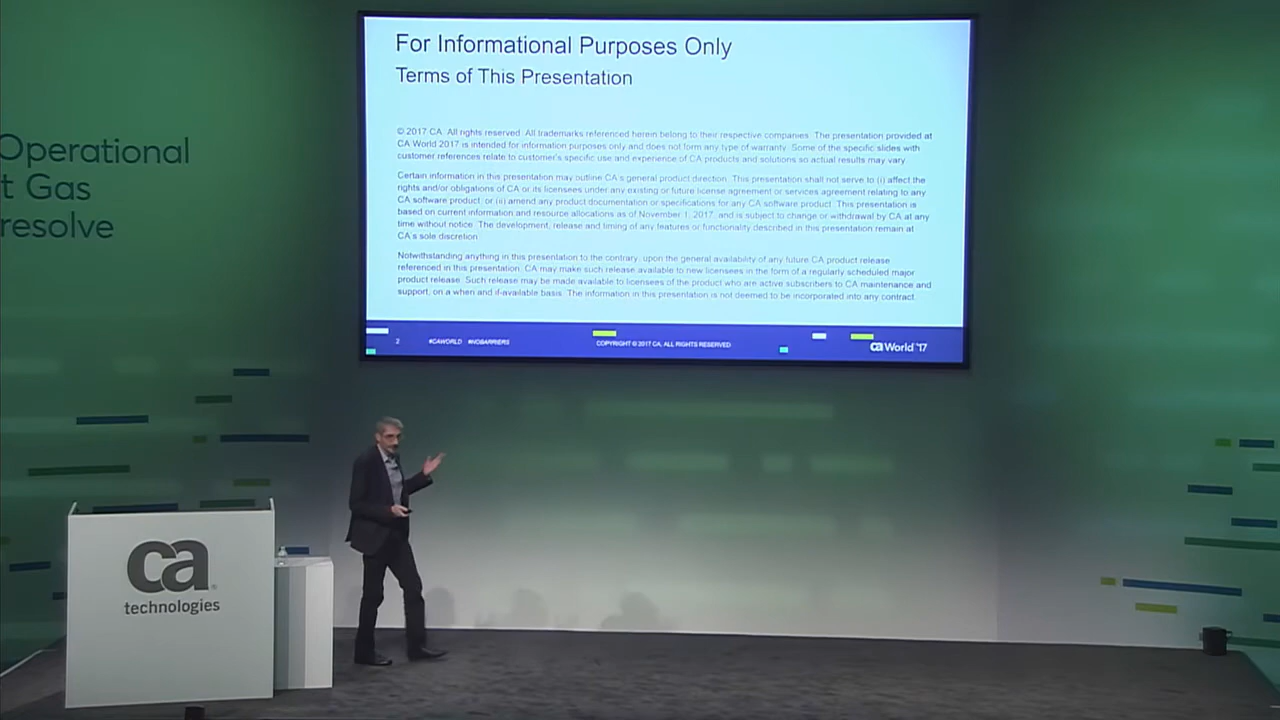 Operational
t Gas
resolve
For Informational Purposes Only
Terms of This Presentation
© 2017 CA. All rights reserved. All trademarks referenced herein belong to their respective companies. The presentation provided at
CA World 2017 is intended for information purposes only and does not form any type of warranty. Some of the specific slides with
customer references relate to customer's specific use and experience of CA products and solutions so actual results may vary.
Certain information in this presentation may outline CA's general product direction. This presentation shall not serve to (i) affect the
rights and/or obligations of CA or its licensees under any existing or future license agreement or services agreement relating to any
CA software product; or (ii) amend any product documentation or specifications for any CA software product. This presentation is
based on current information and resource allocations as of November 1, 2017, and is subject to change or withdrawal by CA at any
time without notice. The development, release and timing of any features or functionality described in this presentation remain at
CA's sole discretion.
Notwithstanding anything in this presentation to the contrary, upon the general availability of any future CA product release
referenced in this presentation, CA may make such release available to new licensees in the form of a regularly scheduled major
product release. Such release may be made available to licensees of the product who are active subscribers to CA maintenance and
support, on a when and if-available basis. The information in this presentation is not deemed to be incorporated into any contract.
2 #CAWORLD #NOBARRIERS COPYRIGHT © 2017 CA, ALL RIGHTS RESERVED ca World '17
ca
technologies